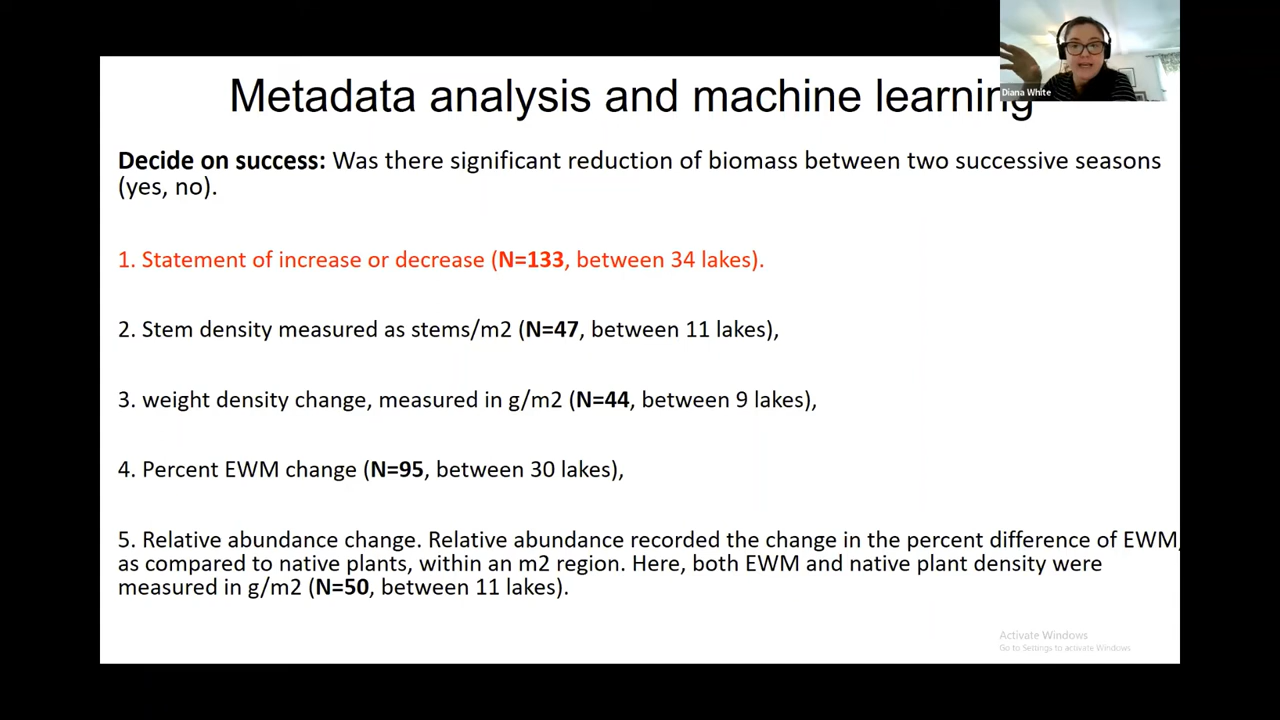 Metadata analysis and machine learning
Diana White
Decide on success: Was there significant reduction of biomass between two successive seasons
(yes, no).
1. Statement of increase or decrease (N=133, between 34 lakes).
2. Stem density measured as stems/m2 (N=47, between 11 lakes),
3. weight density change, measured in g/m2 (N=44, between 9 lakes),
4. Percent EWM change (N=95, between 30 lakes),
5. Relative abundance change. Relative abundance recorded the change in the percent difference of EWM,
as compared to native plants, within an m2 region. Here, both EWM and native plant density were
measured in g/m2 (N=50, between 11 lakes).
Activate Windows
Go to Settings to activate Windows.